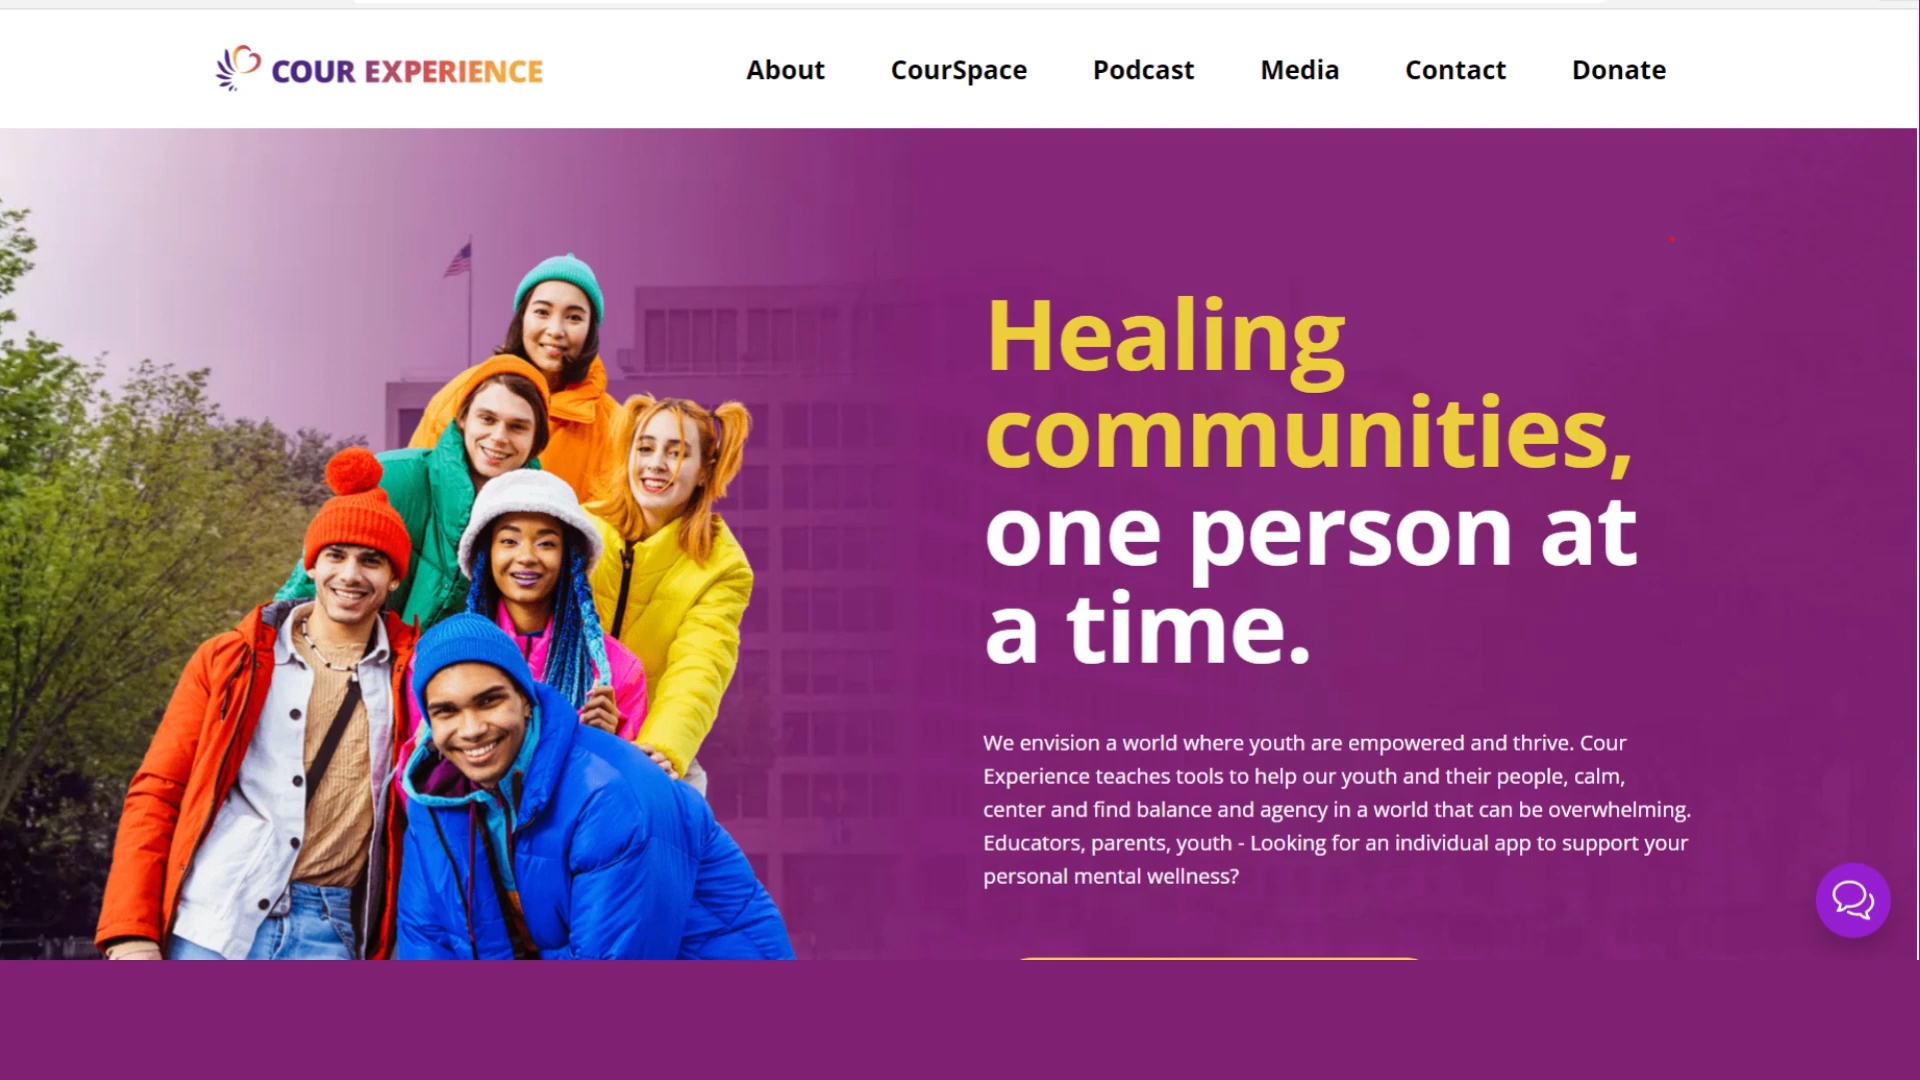 COUR EXPERIENCE
About CourSpace Podcast Media Contact Donate
Healing
communities,
one person at
a time.
We envision a world where youth are empowered and thrive. Cour
Experience teaches tools to help our youth and their people, calm,
center and find balance and agency in a world that can be overwhelming.
Educators, parents, youth - Looking for an individual app to support your
personal mental wellness?